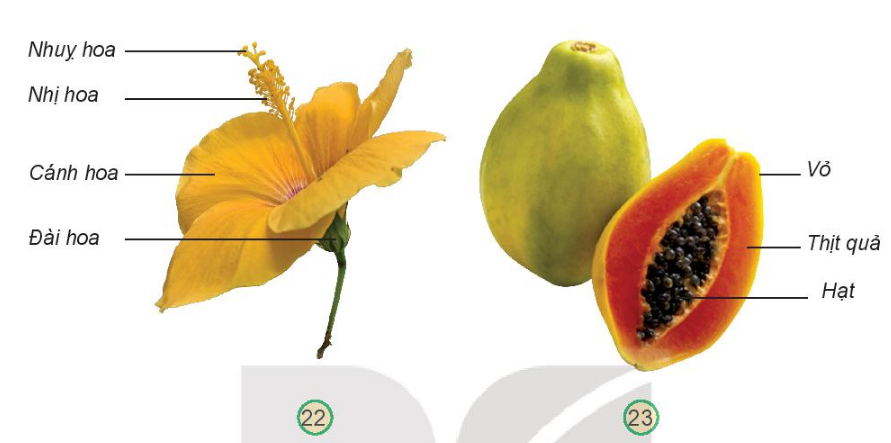 Nhuỵ hoa
Nhị hoa
Cánh hoa
Đài hoa
Vỏ
Thịt quả
Hạt
22
23